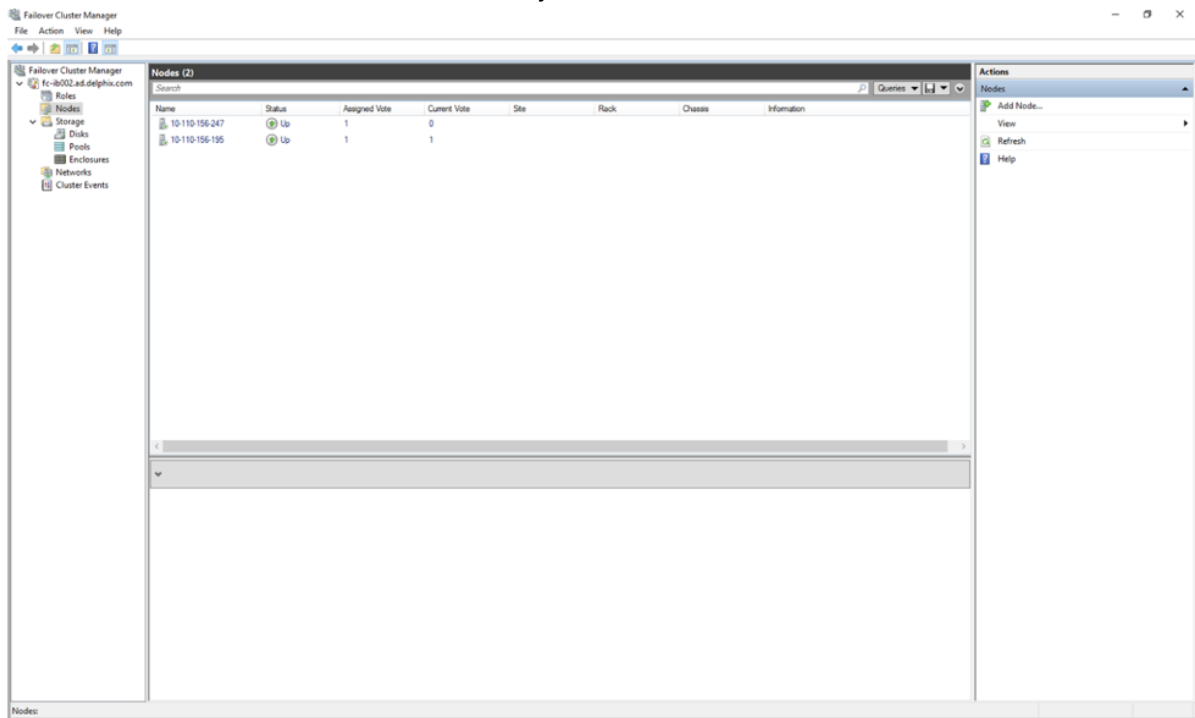 Failover Cluster Manager
File Action View Help
Failover Cluster Manager
fc-ib002.ad.delphix.com
Roles
Nodes
Storage
Disks
Pools
Enclosures
Networks
Cluster Events
Nodes (2)
Search
Queries
Name Status Assigned Vote Current Vote Site Rack Chassis Information
10-110-156-247 Up 1 0
10-110-156-195 Up 1 1
Actions
Nodes
Add Node...
View
Refresh
Help
Nodes: